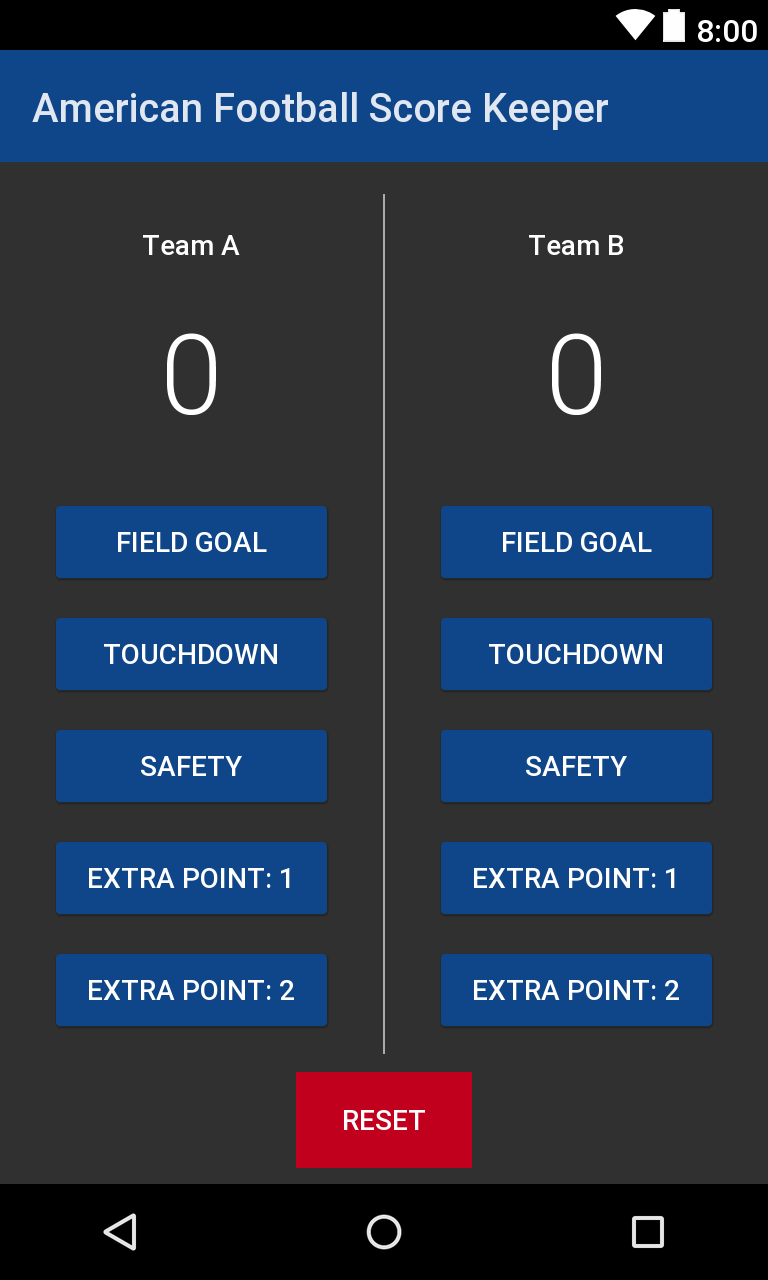 8:00
American Football Score Keeper
Team A
0
FIELD GOAL
TOUCHDOWN
SAFETY
EXTRA POINT: 1
EXTRA POINT: 2
Team B
0
FIELD GOAL
TOUCHDOWN
SAFETY
EXTRA POINT: 1
EXTRA POINT: 2
RESET